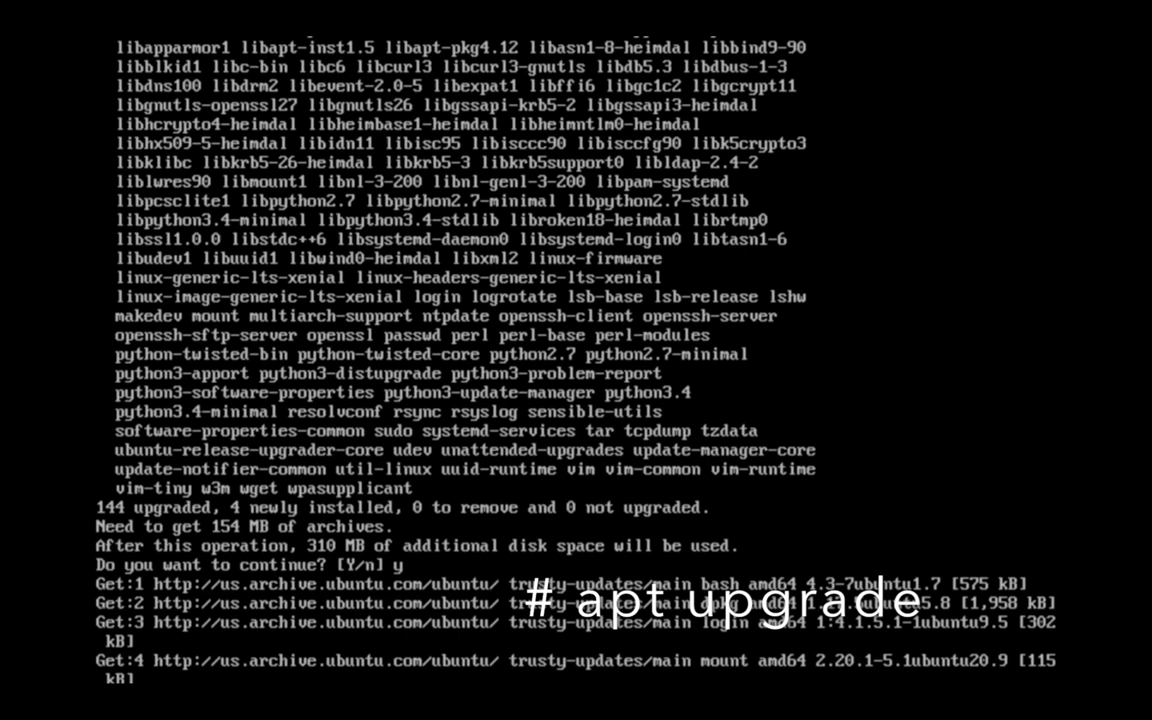 libapparmor1 libapt-inst1.5 libapt-pkg4.12 libasn1-8-heimdal libbind9-90
libblkid1 libc-bin libc6 libcurl3 libcurl3-gnutls libdb5.3 libdbus-1-3
libdns100 libdrm2 libevent-2.0-5 libexpat1 libffi6 libgc1c2 libgcrypt11
libgnutls-openssl27 libgnutls26 libgssapi-krb5-2 libgssapi3-heimdal
libhcrypto4-heimdal libheimbase1-heimdal libheimntlm0-heimdal
libhx509-5-heimdal libidn11 libisc95 libisccc90 libisccfg90 libk5crypto3
libklibc libkrb5-26-heimdal libkrb5-3 libkrb5support0 libldap-2.4-2
liblwres90 libmount1 libnl-3-200 libnl-genl-3-200 libpam-systemd
libpcsclite1 libpython2.7 libpython2.7-minimal libpython2.7-stdlib
libpython3.4-minimal libpython3.4-stdlib libroken18-heimdal librtmp0
libssl1.0.0 libstdc++6 libsystemd-daemon0 libsystemd-login0 libtasn1-6
libudev1 libuuid1 libwind0-heimdal libxml2 linux-firmware
linux-generic-lts-xenial linux-headers-generic-lts-xenial
linux-image-generic-lts-xenial login logrotate lsb-base lsb-release lshw
makedev mount multiarch-support ntpdate openssh-client openssh-server
openssh-sftp-server openssl passwd perl perl-base perl-modules
python-twisted-bin python-twisted-core python2.7 python2.7-minimal
python3-apport python3-distupgrade python3-problem-report
python3-software-properties python3-update-manager python3.4
python3.4-minimal resolvconf rsync rsyslog sensible-utils
software-properties-common sudo systemd-services tar tcpdump tzdata
ubuntu-release-upgrader-core udev unattended-upgrades update-manager-core
update-notifier-common util-linux uuid-runtime vim vim-common vim-runtime
vim-tiny w3m wget wpasupplicant
144 upgraded, 4 newly installed, 0 to remove and 0 not upgraded.
Need to get 154 MB of archives.
After this operation, 310 MB of additional disk space will be used.
Do you want to continue? [Y/n] y
Get:1 http://us.archive.ubuntu.com/ubuntu/ trusty-updates/main bash amd64 4.3-7ubuntu1.7 [575 kB]
Get:2 http://us.archive.ubuntu.com/ubuntu/ trusty-updates/main dpkg [1,958 kB]
# apt upgrade
Get:3 http://us.archive.ubuntu.com/ubuntu/ trusty-updates/main login amd64 1:4.1.5.1-1ubuntu9.5 [302
kB]
Get:4 http://us.archive.ubuntu.com/ubuntu/ trusty-updates/main mount amd64 2.20.1-5.1ubuntu20.9 [115
kB]